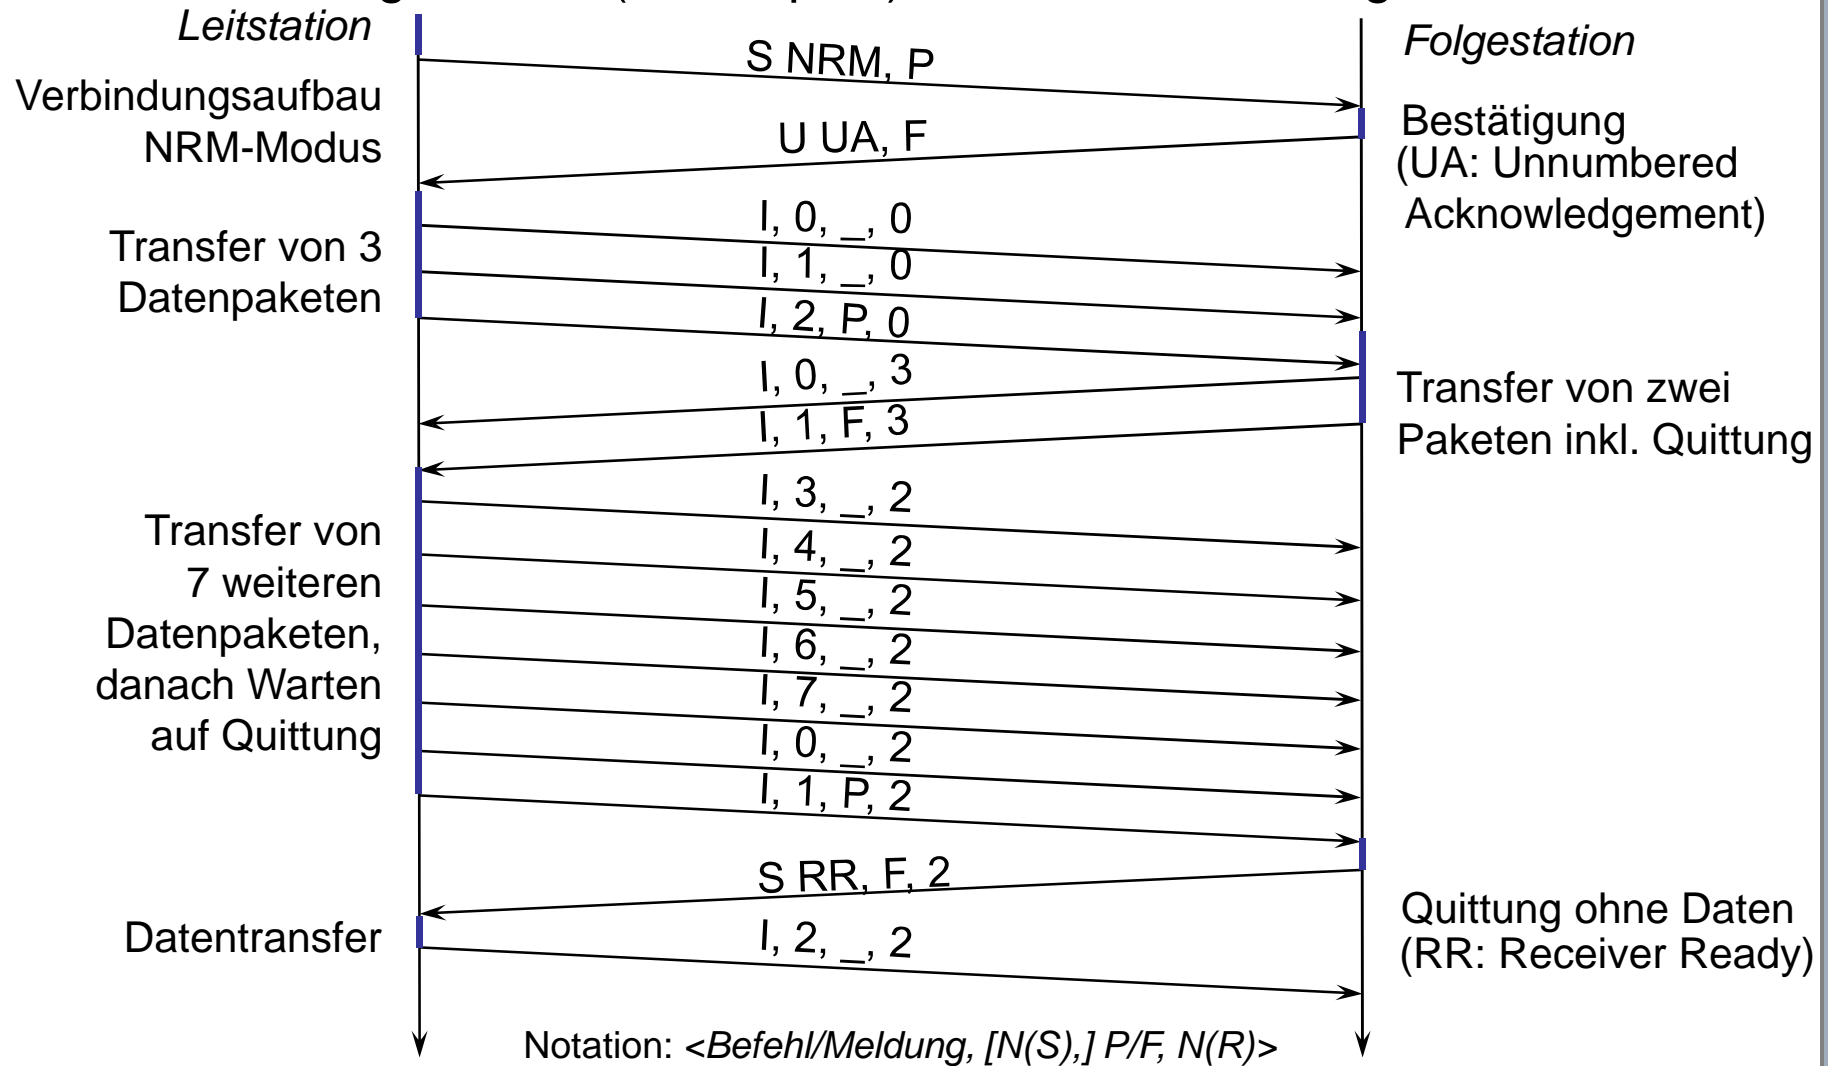 Leitstation
Folgestation
S NRM, P
Verbindungsaufbau
NRM-Modus
Bestätigung
(UA: Unnumbered
Acknowledgement)
U UA, F
Transfer von 3
Datenpaketen
I, 0, _, 0
I, 1, _, 0
I, 2, P, 0
I, 0, _, 3
I, 1, F, 3
Transfer von zwei
Paketen inkl. Quittung
Transfer von
7 weiteren
Datenpaketen,
danach Warten
auf Quittung
I, 3, _, 2
I, 4, _, 2
I, 5, _, 2
I, 6, _, 2
I, 7, _, 2
I, 0, _, 2
I, 1, P, 2
S RR, F, 2
Quittung ohne Daten
(RR: Receiver Ready)
Datentransfer
I, 2, _, 2
Notation: <Befehl/Meldung, [N(S),] P/F, N(R)>